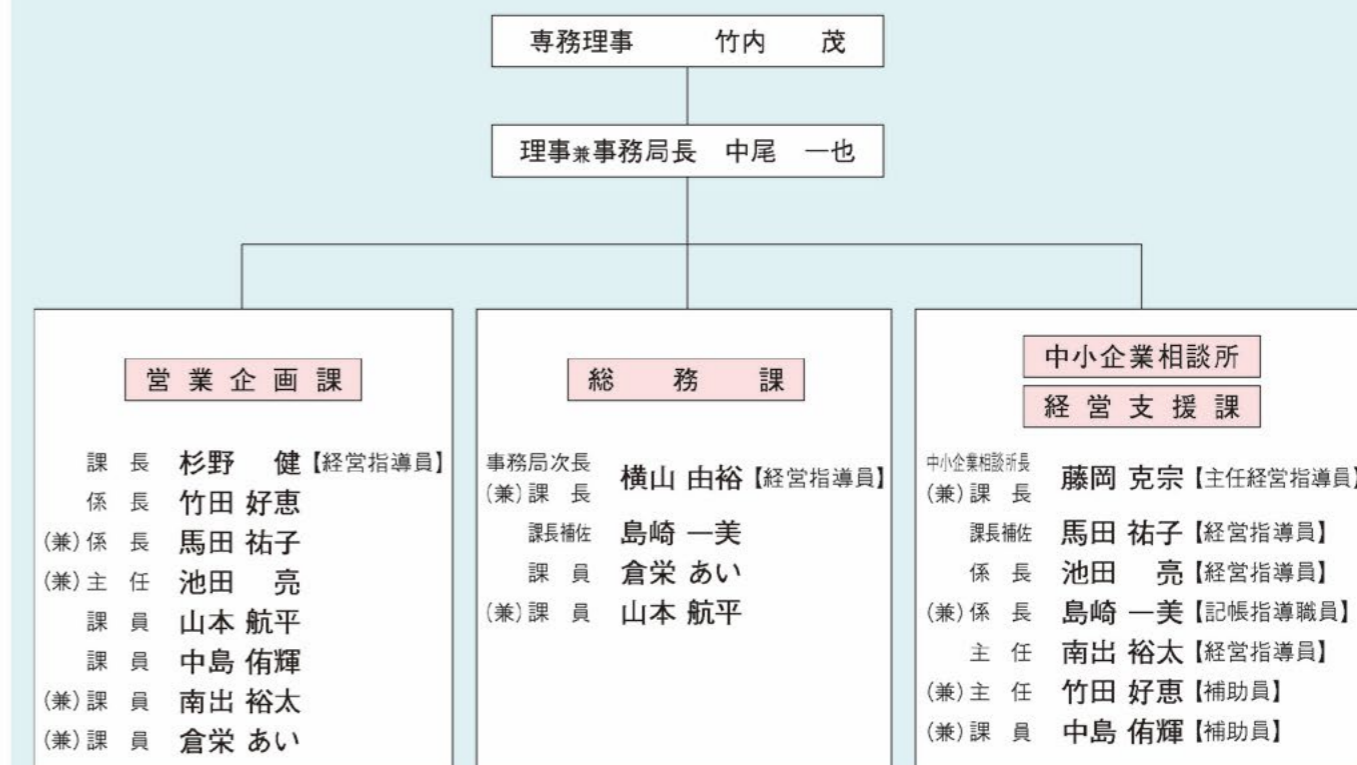 専務理事 竹内 茂
理事兼事務局長 中尾 一也
営業企画課
課長 杉野 健【経営指導員】
係長 竹田 好恵
(兼)係長 馬田 祐子
(兼)主任 池田 亮
課員 山本 航平
課員 中島 侑輝
(兼)課員 南出 裕太
(兼)課員 倉栄 あい
総務課
事務局次長
(兼)課長 横山 由裕【経営指導員】
課長補佐 島崎 一美
課員 倉栄 あい
(兼)課員 山本 航平
中小企業相談所
経営支援課
中小企業相談所長
(兼)課長 藤岡 克宗【主任経営指導員】
課長補佐 馬田 祐子【経営指導員】
係長 池田 亮【経営指導員】
(兼)係長 島崎 一美【記帳指導職員】
主任 南出 裕太【経営指導員】
(兼)主任 竹田 好恵【補助員】
(兼)課員 中島 侑輝【補助員】